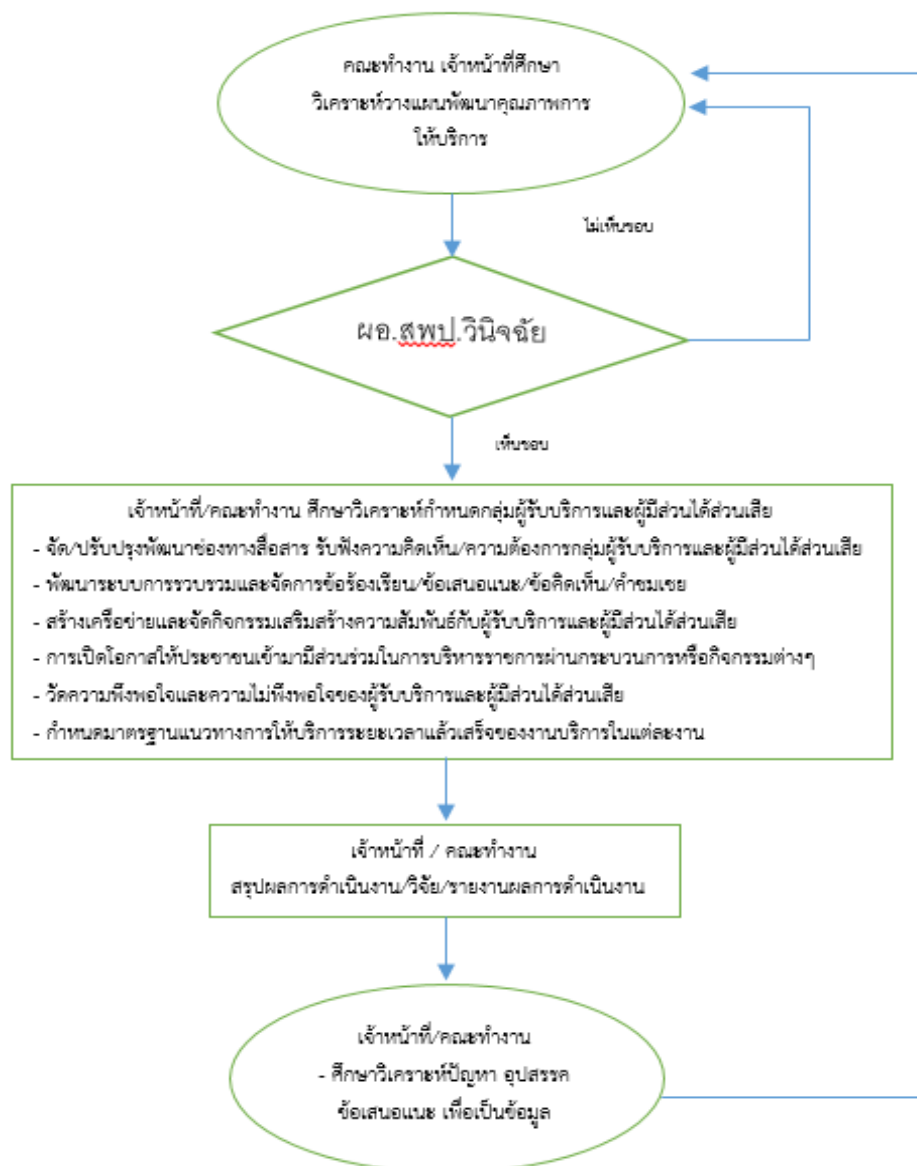 คณะทำงาน เจ้าหน้าที่ศึกษา
วิเคราะห์วางแผนพัฒนาคุณภาพการ
ให้บริการ
ไม่เห็นชอบ
ผอ.สพป.วินิจฉัย
เห็นชอบ
เจ้าหน้าที่/คณะทำงาน ศึกษาวิเคราะห์กำหนดกลุ่มผู้รับบริการและผู้มีส่วนได้ส่วนเสีย
- จัด/ปรับปรุงพัฒนาช่องทางสื่อสาร รับฟังความคิดเห็น/ความต้องการกลุ่มผู้รับบริการและผู้มีส่วนได้ส่วนเสีย
- พัฒนาระบบการรวบรวมและจัดการข้อร้องเรียน/ข้อเสนอแนะ/ข้อคิดเห็น/คำชมเชย
- สร้างเครือข่ายและจัดกิจกรรมเสริมสร้างความสัมพันธ์กับผู้รับบริการและผู้มีส่วนได้ส่วนเสีย
- การเปิดโอกาสให้ประชาชนเข้ามามีส่วนร่วมในการบริหารราชการผ่านกระบวนการหรือกิจกรรมต่างๆ
- วัดความพึงพอใจและความไม่พึงพอใจของผู้รับบริการและผู้มีส่วนได้ส่วนเสีย
- กำหนดมาตรฐานแนวทางการให้บริการระยะเวลาแล้วเสร็จของงานบริการในแต่ละงาน
เจ้าหน้าที่ / คณะทำงาน
สรุปผลการดำเนินงาน/วิจัย/รายงานผลการดำเนินงาน
เจ้าหน้าที่/คณะทำงาน
- ศึกษาวิเคราะห์ปัญหา อุปสรรค
ข้อเสนอแนะ เพื่อเป็นข้อมูล